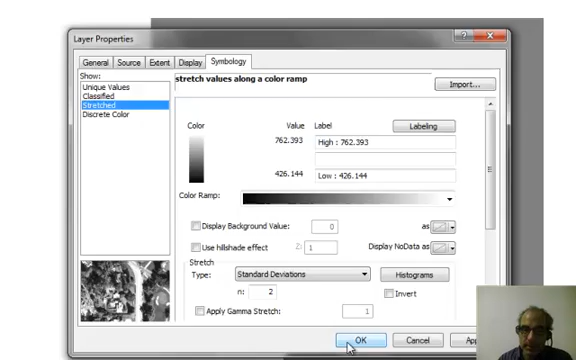 Layer Properties
General Source Extent Display Symbology
Show:
Unique Values
Classified
Stretched
Discrete Color
stretch values along a color ramp
Import...
Color Value Label Labeling
762.393 High : 762.393
426.144 Low : 426.144
Color Ramp:
Display Background Value: 0 as
Use hillshade effect Z: 1 Display NoData as
Stretch
Type: Standard Deviations Histograms
n: 2 Invert
Apply Gamma Stretch: 1
OK Cancel